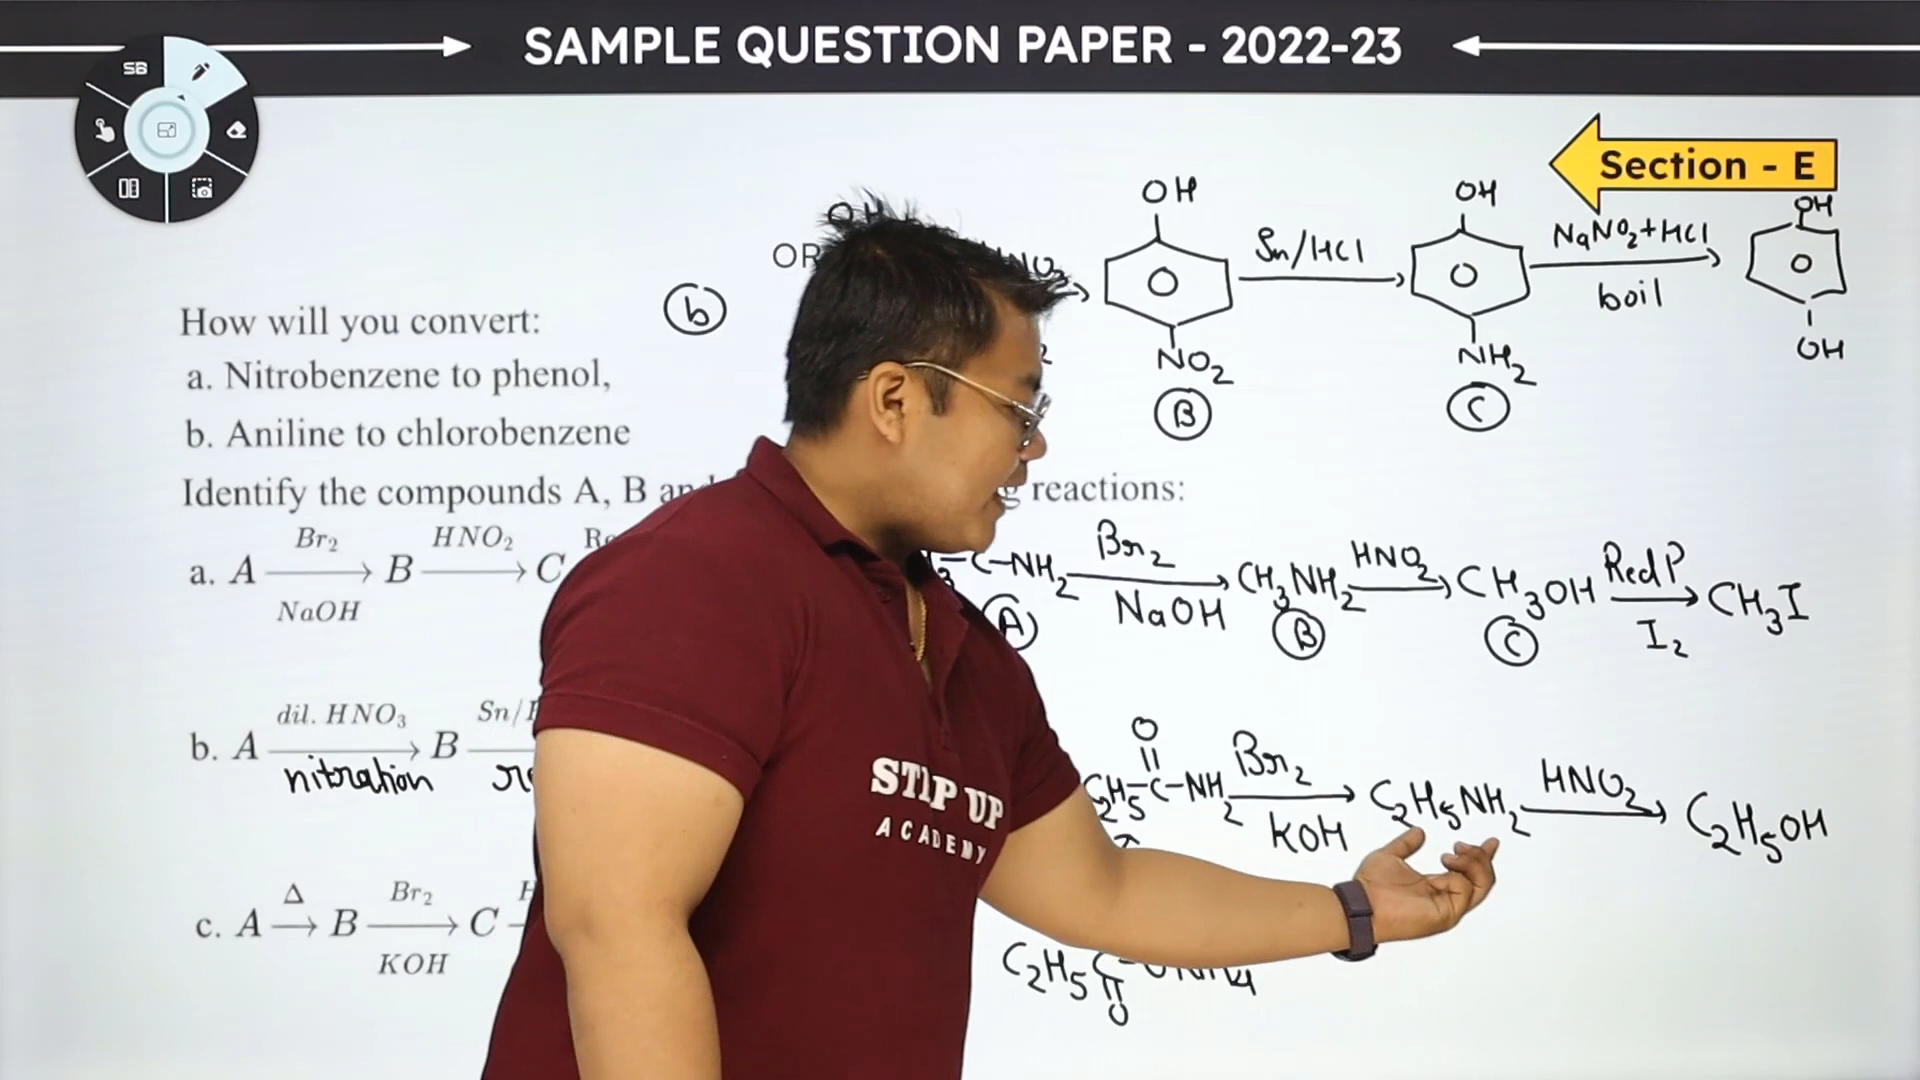 SAMPLE QUESTION PAPER - 2022-23
SB
Section - E
OH
OH
OH
OH
OR
b
Sn/HCl
NaNO2+HCl
boil
NO2
B
NH2
C
OH
How will you convert:
a. Nitrobenzene to phenol,
b. Aniline to chlorobenzene
Identify the compounds A, B reactions:
a. A Br2 NaOH B HNO2 C
C-NH2 Br2 NaOH CH3NH2 HNO2 CH3OH Red P I2 CH3I
A
B
C
b. A dil. HNO3 B
nitration
O
C2H5-C-NH2 Br2 KOH C2H5NH2 HNO2 C2H5OH
c. A Δ B Br2 KOH C
C2H5C
O
STEP UP
ACADEMY